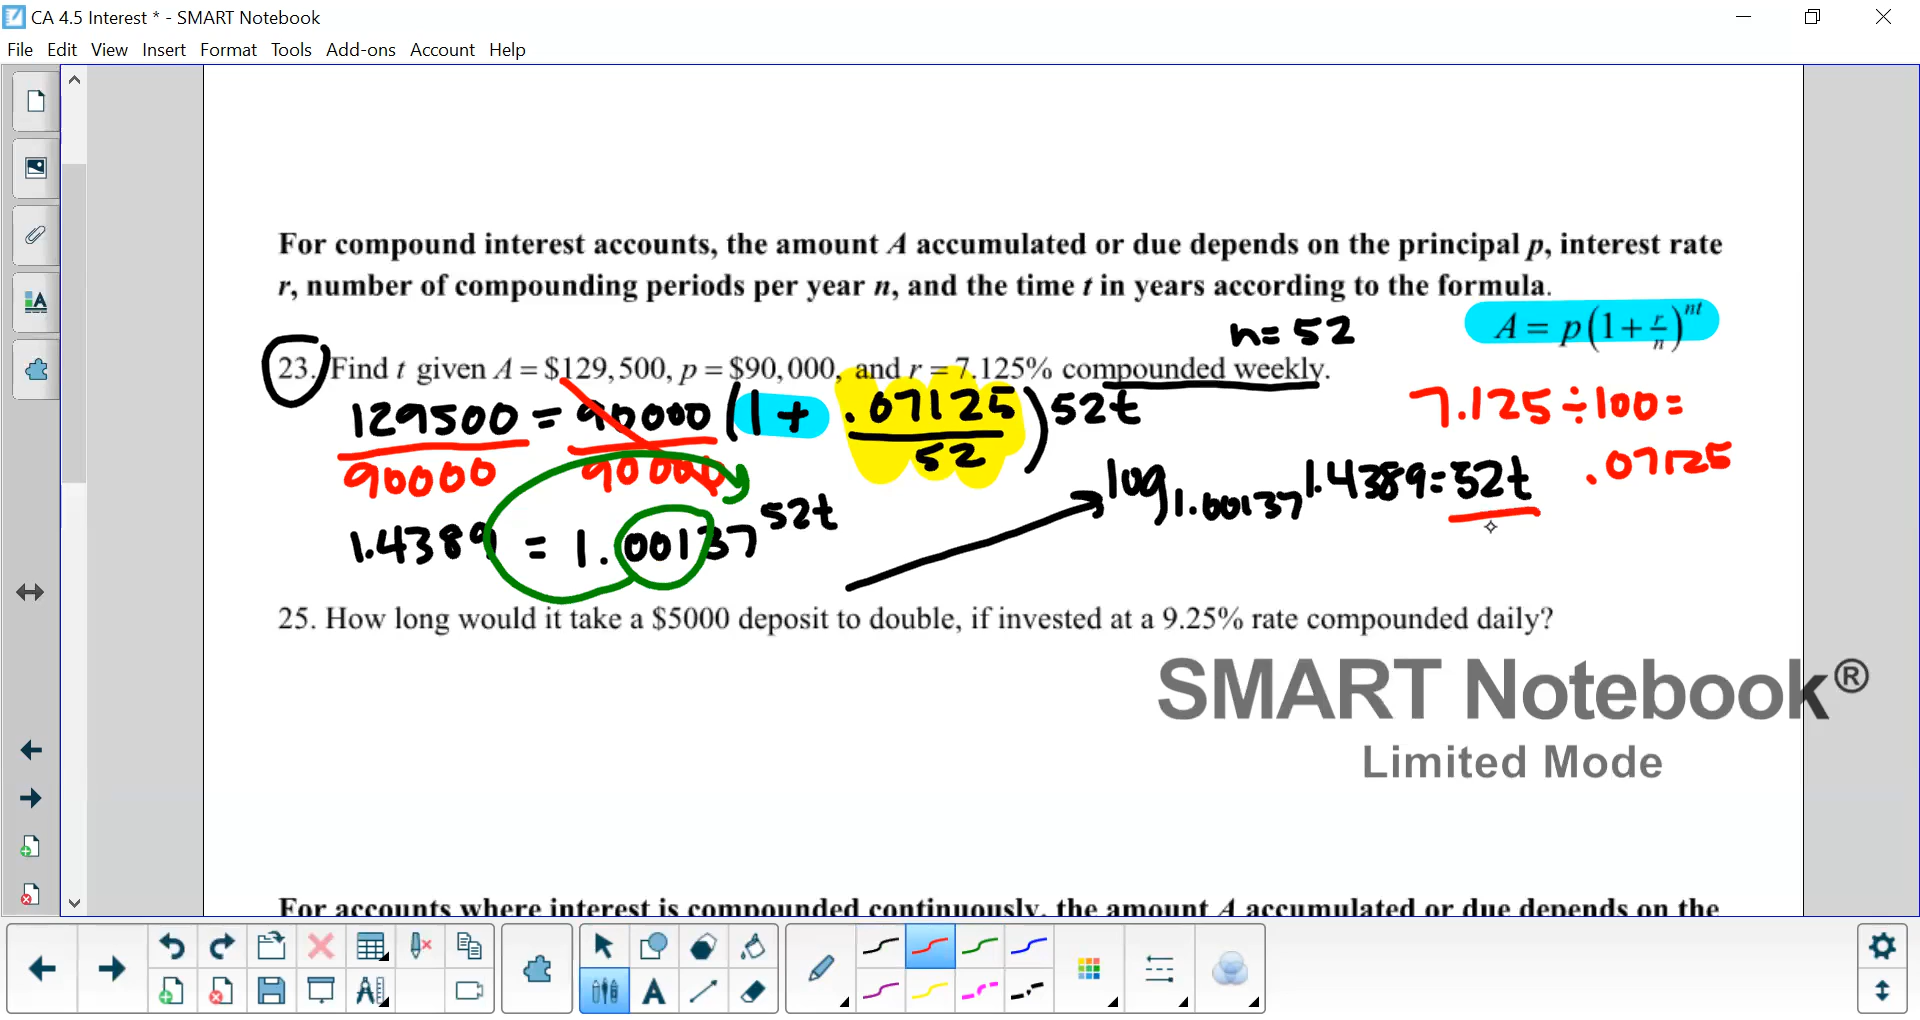 CA 4.5 Interest * - SMART Notebook
File Edit View Insert Format Tools Add-ons Account Help
For compound interest accounts, the amount A accumulated or due depends on the principal p, interest rate
r, number of compounding periods per year n, and the time t in years according to the formula.
n= 52
A = p(1+r/n)^nt
23. Find t given A = $129,500, p = $90,000, and r = 7.125% compounded weekly.
129500 = 90000 (1 + .07125/52)^52t
7.125÷100=
90000 90000
.07125
log1.00137 1.4389=52t
1.4389 = 1.00137^52t
25. How long would it take a $5000 deposit to double, if invested at a 9.25% rate compounded daily?
SMART Notebook®
Limited Mode
For accounts where interest is compounded continuously, the amount A accumulated or due depends on the